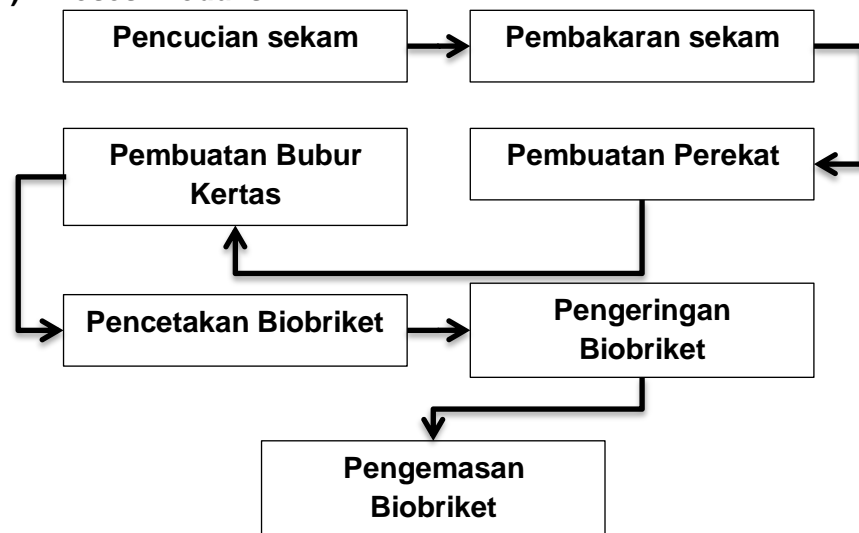 Pencucian sekam
Pembakaran sekam
Pembuatan Perekat
Pembuatan Bubur
Kertas
Pencetakan Biobriket
Pengeringan
Biobriket
Pengemasan
Biobriket